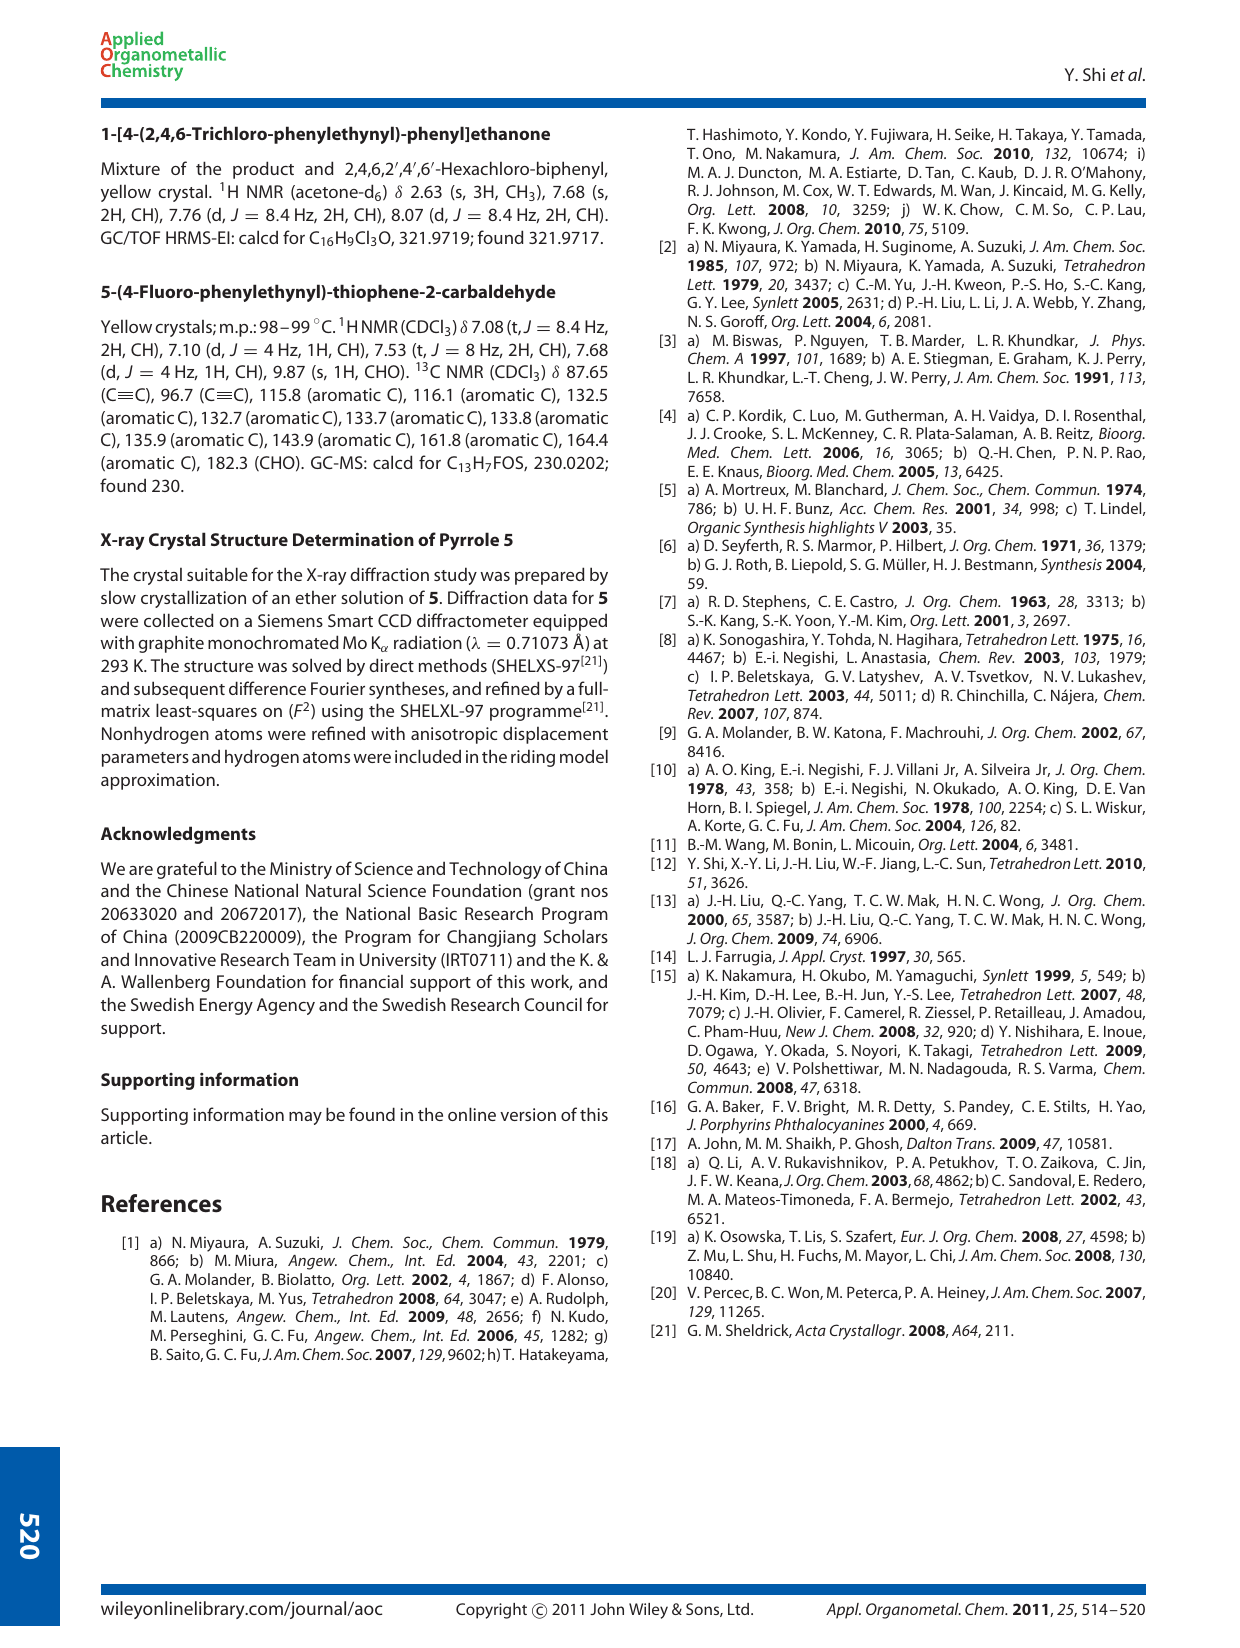 Applied
Organometallic
Chemistry
Y. Shi et al.
1-[4-(2,4,6-Trichloro-phenylethynyl)-phenyl]ethanone
Mixture of the product and 2,4,6,2′,4′,6′-Hexachloro-biphenyl,
yellow crystal. ¹H NMR (acetone-d₆) δ 2.63 (s, 3H, CH₃), 7.68 (s,
2H, CH), 7.76 (d, J = 8.4 Hz, 2H, CH), 8.07 (d, J = 8.4 Hz, 2H, CH).
GC/TOF HRMS-EI: calcd for C₁₆H₉Cl₃O, 321.9719; found 321.9717.
5-(4-Fluoro-phenylethynyl)-thiophene-2-carbaldehyde
Yellow crystals; m.p.: 98–99 °C. ¹H NMR (CDCl₃) δ 7.08 (t, J = 8.4 Hz,
2H, CH), 7.10 (d, J = 4 Hz, 1H, CH), 7.53 (t, J = 8 Hz, 2H, CH), 7.68
(d, J = 4 Hz, 1H, CH), 9.87 (s, 1H, CHO). ¹³C NMR (CDCl₃) δ 87.65
(C≡C), 96.7 (C≡C), 115.8 (aromatic C), 116.1 (aromatic C), 132.5
(aromatic C), 132.7 (aromatic C), 133.7 (aromatic C), 133.8 (aromatic
C), 135.9 (aromatic C), 143.9 (aromatic C), 161.8 (aromatic C), 164.4
(aromatic C), 182.3 (CHO). GC-MS: calcd for C₁₃H₇FOS, 230.0202;
found 230.
X-ray Crystal Structure Determination of Pyrrole 5
The crystal suitable for the X-ray diffraction study was prepared by
slow crystallization of an ether solution of 5. Diffraction data for 5
were collected on a Siemens Smart CCD diffractometer equipped
with graphite monochromated Mo Kα radiation (λ = 0.71073 Å) at
293 K. The structure was solved by direct methods (SHELXS-97[21])
and subsequent difference Fourier syntheses, and refined by a full-
matrix least-squares on (F²) using the SHELXL-97 programme[21].
Nonhydrogen atoms were refined with anisotropic displacement
parameters and hydrogen atoms were included in the riding model
approximation.
Acknowledgments
We are grateful to the Ministry of Science and Technology of China
and the Chinese National Natural Science Foundation (grant nos
20633020 and 20672017), the National Basic Research Program
of China (2009CB220009), the Program for Changjiang Scholars
and Innovative Research Team in University (IRT0711) and the K. &
A. Wallenberg Foundation for financial support of this work, and
the Swedish Energy Agency and the Swedish Research Council for
support.
Supporting information
Supporting information may be found in the online version of this
article.
References
[1] a) N. Miyaura, A. Suzuki, J. Chem. Soc., Chem. Commun. 1979,
866; b) M. Miura, Angew. Chem., Int. Ed. 2004, 43, 2201; c)
G. A. Molander, B. Biolatto, Org. Lett. 2002, 4, 1867; d) F. Alonso,
I. P. Beletskaya, M. Yus, Tetrahedron 2008, 64, 3047; e) A. Rudolph,
M. Lautens, Angew. Chem., Int. Ed. 2009, 48, 2656; f) N. Kudo,
M. Perseghini, G. C. Fu, Angew. Chem., Int. Ed. 2006, 45, 1282; g)
B. Saito, G. C. Fu, J. Am. Chem. Soc. 2007, 129, 9602; h) T. Hatakeyama,
T. Hashimoto, Y. Kondo, Y. Fujiwara, H. Seike, H. Takaya, Y. Tamada,
T. Ono, M. Nakamura, J. Am. Chem. Soc. 2010, 132, 10674; i)
M. A. J. Duncton, M. A. Estiarte, D. Tan, C. Kaub, D. J. R. O’Mahony,
R. J. Johnson, M. Cox, W. T. Edwards, M. Wan, J. Kincaid, M. G. Kelly,
Org. Lett. 2008, 10, 3259; j) W. K. Chow, C. M. So, C. P. Lau,
F. K. Kwong, J. Org. Chem. 2010, 75, 5109.
[2] a) N. Miyaura, K. Yamada, H. Suginome, A. Suzuki, J. Am. Chem. Soc.
1985, 107, 972; b) N. Miyaura, K. Yamada, A. Suzuki, Tetrahedron
Lett. 1979, 20, 3437; c) C.-M. Yu, J.-H. Kweon, P.-S. Ho, S.-C. Kang,
G. Y. Lee, Synlett 2005, 2631; d) P.-H. Liu, L. Li, J. A. Webb, Y. Zhang,
N. S. Goroff, Org. Lett. 2004, 6, 2081.
[3] a) M. Biswas, P. Nguyen, T. B. Marder, L. R. Khundkar, J. Phys.
Chem. A 1997, 101, 1689; b) A. E. Stiegman, E. Graham, K. J. Perry,
L. R. Khundkar, L.-T. Cheng, J. W. Perry, J. Am. Chem. Soc. 1991, 113,
7658.
[4] a) C. P. Kordik, C. Luo, M. Gutherman, A. H. Vaidya, D. I. Rosenthal,
J. J. Crooke, S. L. McKenney, C. R. Plata-Salaman, A. B. Reitz, Bioorg.
Med. Chem. Lett. 2006, 16, 3065; b) Q.-H. Chen, P. N. P. Rao,
E. E. Knaus, Bioorg. Med. Chem. 2005, 13, 6425.
[5] a) A. Mortreux, M. Blanchard, J. Chem. Soc., Chem. Commun. 1974,
786; b) U. H. F. Bunz, Acc. Chem. Res. 2001, 34, 998; c) T. Lindel,
Organic Synthesis highlights V 2003, 35.
[6] a) D. Seyferth, R. S. Marmor, P. Hilbert, J. Org. Chem. 1971, 36, 1379;
b) G. J. Roth, B. Liepold, S. G. Müller, H. J. Bestmann, Synthesis 2004,
59.
[7] a) R. D. Stephens, C. E. Castro, J. Org. Chem. 1963, 28, 3313; b)
S.-K. Kang, S.-K. Yoon, Y.-M. Kim, Org. Lett. 2001, 3, 2697.
[8] a) K. Sonogashira, Y. Tohda, N. Hagihara, Tetrahedron Lett. 1975, 16,
4467; b) E.-i. Negishi, L. Anastasia, Chem. Rev. 2003, 103, 1979;
c) I. P. Beletskaya, G. V. Latyshev, A. V. Tsvetkov, N. V. Lukashev,
Tetrahedron Lett. 2003, 44, 5011; d) R. Chinchilla, C. Nájera, Chem.
Rev. 2007, 107, 874.
[9] G. A. Molander, B. W. Katona, F. Machrouhi, J. Org. Chem. 2002, 67,
8416.
[10] a) A. O. King, E.-i. Negishi, F. J. Villani Jr, A. Silveira Jr, J. Org. Chem.
1978, 43, 358; b) E.-i. Negishi, N. Okukado, A. O. King, D. E. Van
Horn, B. I. Spiegel, J. Am. Chem. Soc. 1978, 100, 2254; c) S. L. Wiskur,
A. Korte, G. C. Fu, J. Am. Chem. Soc. 2004, 126, 82.
[11] B.-M. Wang, M. Bonin, L. Micouin, Org. Lett. 2004, 6, 3481.
[12] Y. Shi, X.-Y. Li, J.-H. Liu, W.-F. Jiang, L.-C. Sun, Tetrahedron Lett. 2010,
51, 3626.
[13] a) J.-H. Liu, Q.-C. Yang, T. C. W. Mak, H. N. C. Wong, J. Org. Chem.
2000, 65, 3587; b) J.-H. Liu, Q.-C. Yang, T. C. W. Mak, H. N. C. Wong,
J. Org. Chem. 2009, 74, 6906.
[14] L. J. Farrugia, J. Appl. Cryst. 1997, 30, 565.
[15] a) K. Nakamura, H. Okubo, M. Yamaguchi, Synlett 1999, 5, 549; b)
J.-H. Kim, D.-H. Lee, B.-H. Jun, Y.-S. Lee, Tetrahedron Lett. 2007, 48,
7079; c) J.-H. Olivier, F. Camerel, R. Ziessel, P. Retailleau, J. Amadou,
C. Pham-Huu, New J. Chem. 2008, 32, 920; d) Y. Nishihara, E. Inoue,
D. Ogawa, Y. Okada, S. Noyori, K. Takagi, Tetrahedron Lett. 2009,
50, 4643; e) V. Polshettiwar, M. N. Nadagouda, R. S. Varma, Chem.
Commun. 2008, 47, 6318.
[16] G. A. Baker, F. V. Bright, M. R. Detty, S. Pandey, C. E. Stilts, H. Yao,
J. Porphyrins Phthalocyanines 2000, 4, 669.
[17] A. John, M. M. Shaikh, P. Ghosh, Dalton Trans. 2009, 47, 10581.
[18] a) Q. Li, A. V. Rukavishnikov, P. A. Petukhov, T. O. Zaikova, C. Jin,
J. F. W. Keana, J. Org. Chem. 2003, 68, 4862; b) C. Sandoval, E. Redero,
M. A. Mateos-Timoneda, F. A. Bermejo, Tetrahedron Lett. 2002, 43,
6521.
[19] a) K. Osowska, T. Lis, S. Szafert, Eur. J. Org. Chem. 2008, 27, 4598; b)
Z. Mu, L. Shu, H. Fuchs, M. Mayor, L. Chi, J. Am. Chem. Soc. 2008, 130,
10840.
[20] V. Percec, B. C. Won, M. Peterca, P. A. Heiney, J. Am. Chem. Soc. 2007,
129, 11265.
[21] G. M. Sheldrick, Acta Crystallogr. 2008, A64, 211.
520
wileyonlinelibrary.com/journal/aoc
Copyright © 2011 John Wiley & Sons, Ltd.
Appl. Organometal. Chem. 2011, 25, 514–520